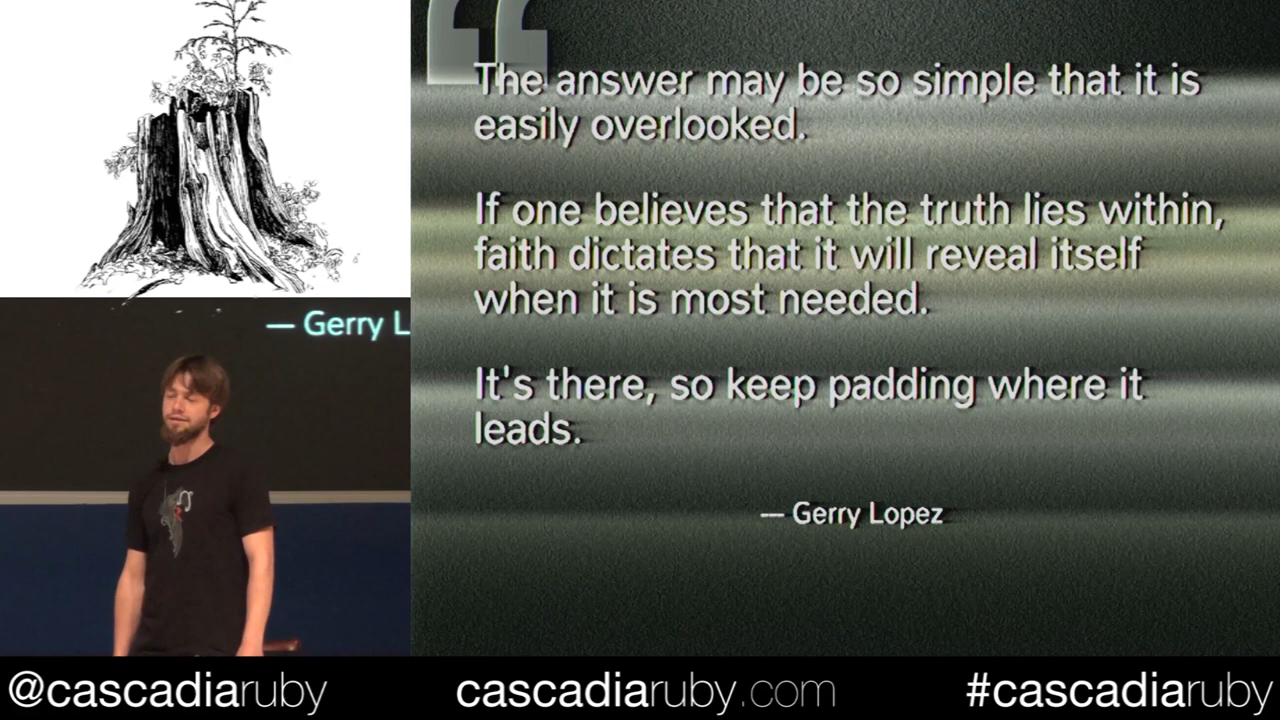 The answer may be so simple that it is
easily overlooked.
If one believes that the truth lies within,
faith dictates that it will reveal itself
when it is most needed.
It's there, so keep padding where it
leads.
— Gerry Lopez
— Gerry L
@cascadiaruby
cascadiaruby.com
#cascadiaruby